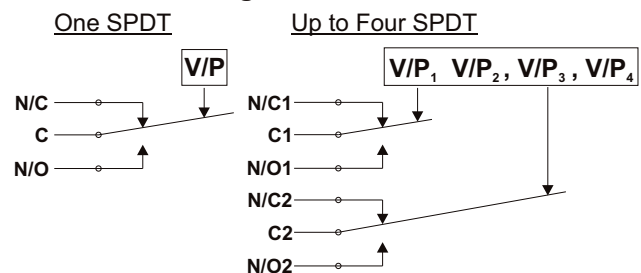 One SPDT
Up to Four SPDT
V/P
V/P1 V/P2 , V/P3 , V/P4
N/C
C
N/O
N/C1
C1
N/O1
N/C2
C2
N/O2